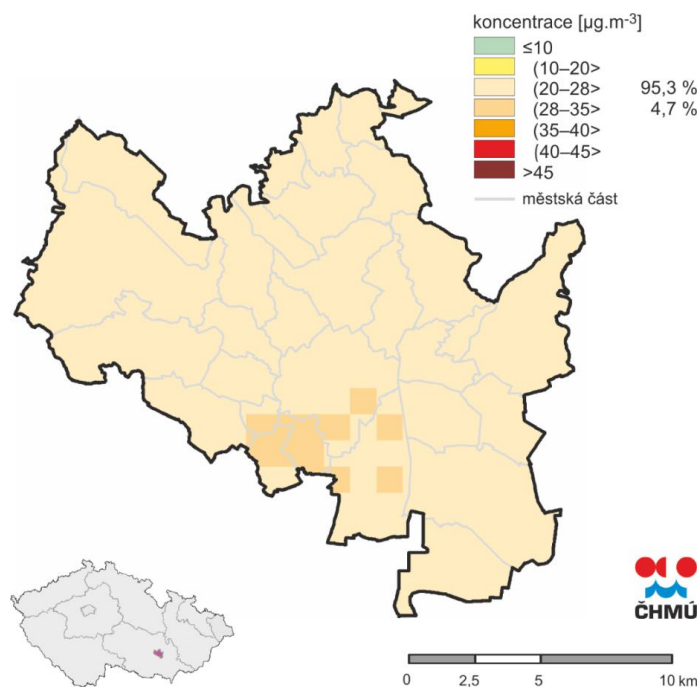 koncentrace [µg.m⁻³]
≤10
(10–20>
(20–28> 95,3 %
(28–35> 4,7 %
(35–40>
(40–45>
>45
městská část
ČHMÚ
0 2,5 5 10 km